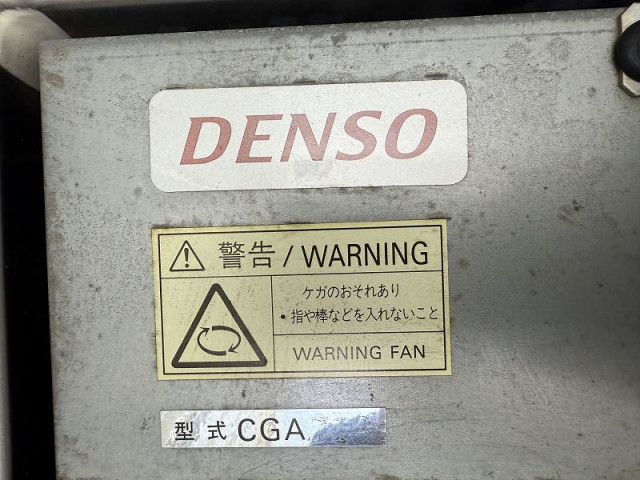 DENSO
警告 / WARNING
ケガのおそれあり
・指や棒などを入れないこと
WARNING FAN
型式 CGA